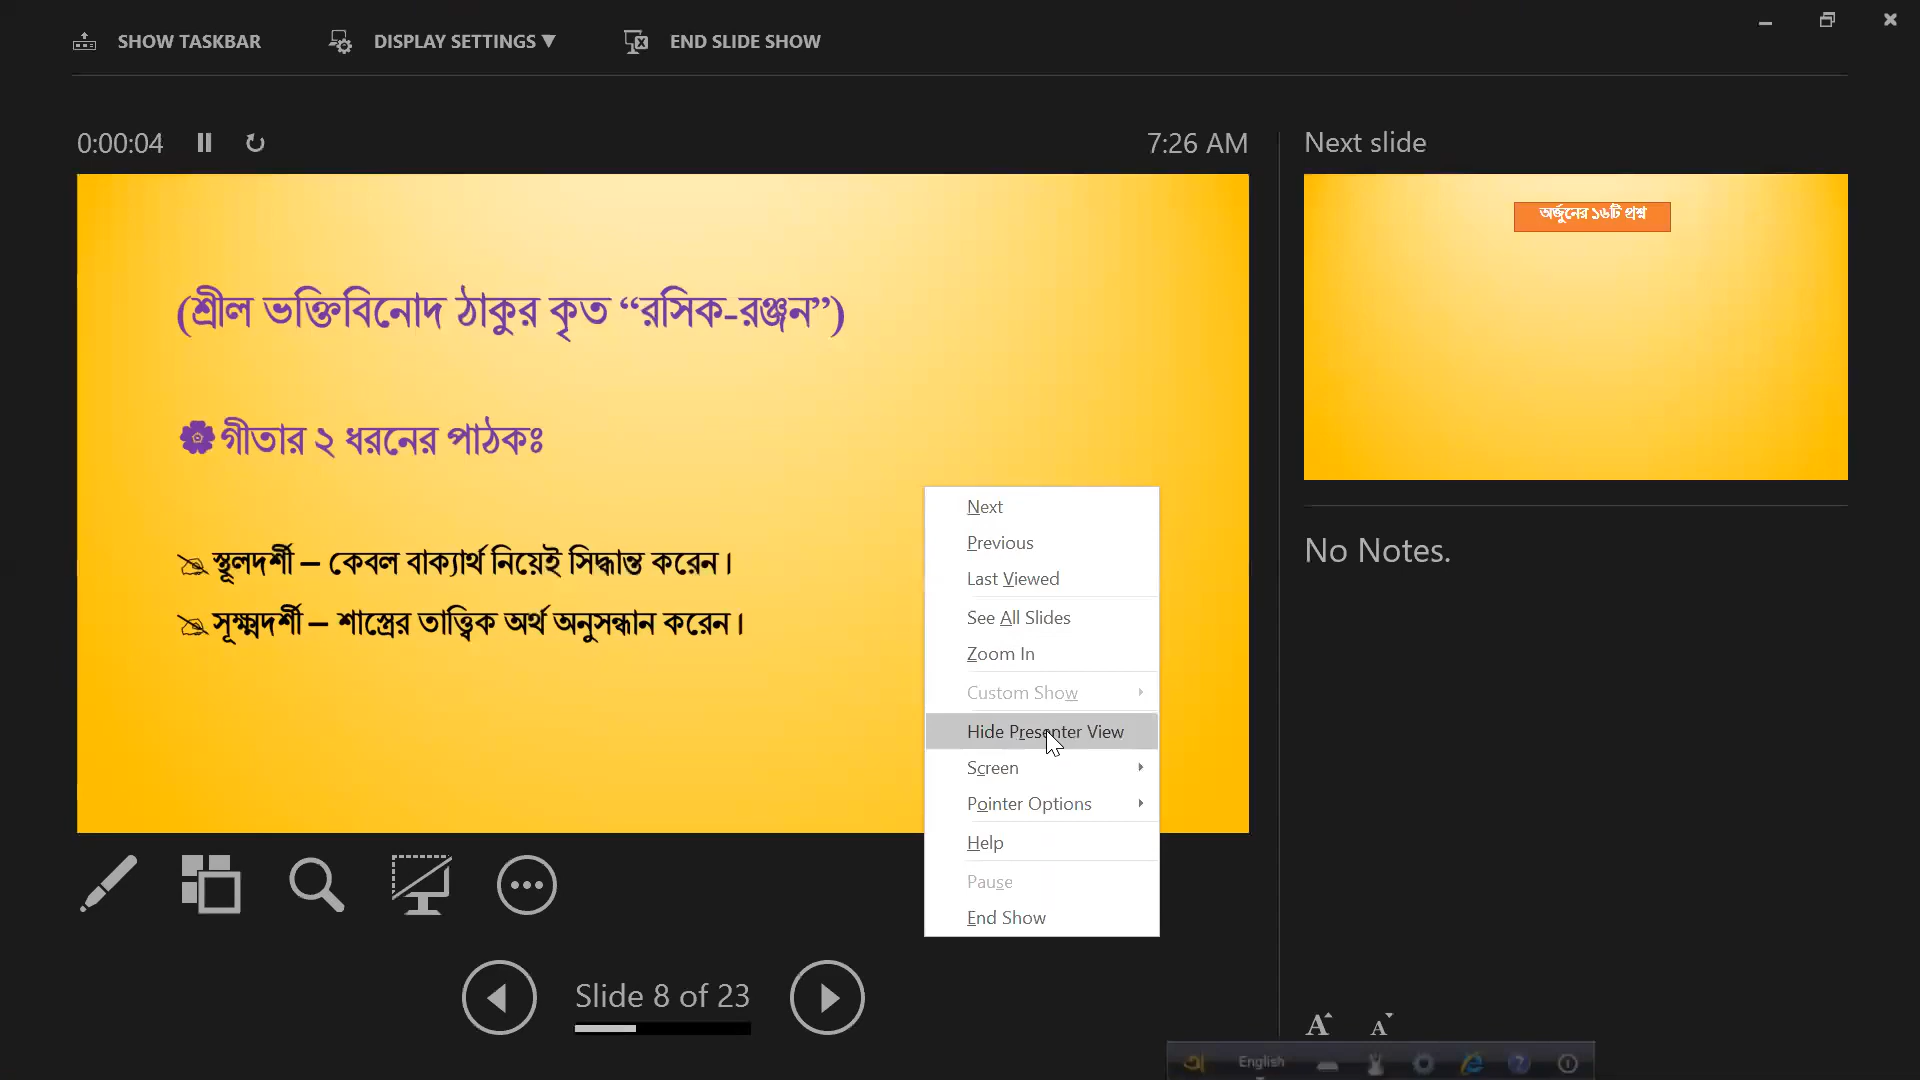 SHOW TASKBAR
DISPLAY SETTINGS ▼
END SLIDE SHOW
0:00:04
7:26 AM
Next slide
(শ্রীল ভক্তিবিনোদ ঠাকুর কৃত “রসিক-রঞ্জন”)
গীতার ২ ধরনের পাঠকঃ
স্থূলদর্শী – কেবল বাক্যার্থ নিয়েই সিদ্ধান্ত করেন।
সূক্ষ্মদর্শী – শাস্ত্রের তাত্ত্বিক অর্থ অনুসন্ধান করেন।
অর্জুনের ১৬টি প্রশ্ন
No Notes.
Next
Previous
Last Viewed
See All Slides
Zoom In
Custom Show
Hide Presenter View
Screen
Pointer Options
Help
Pause
End Show
Slide 8 of 23
A A
অ English